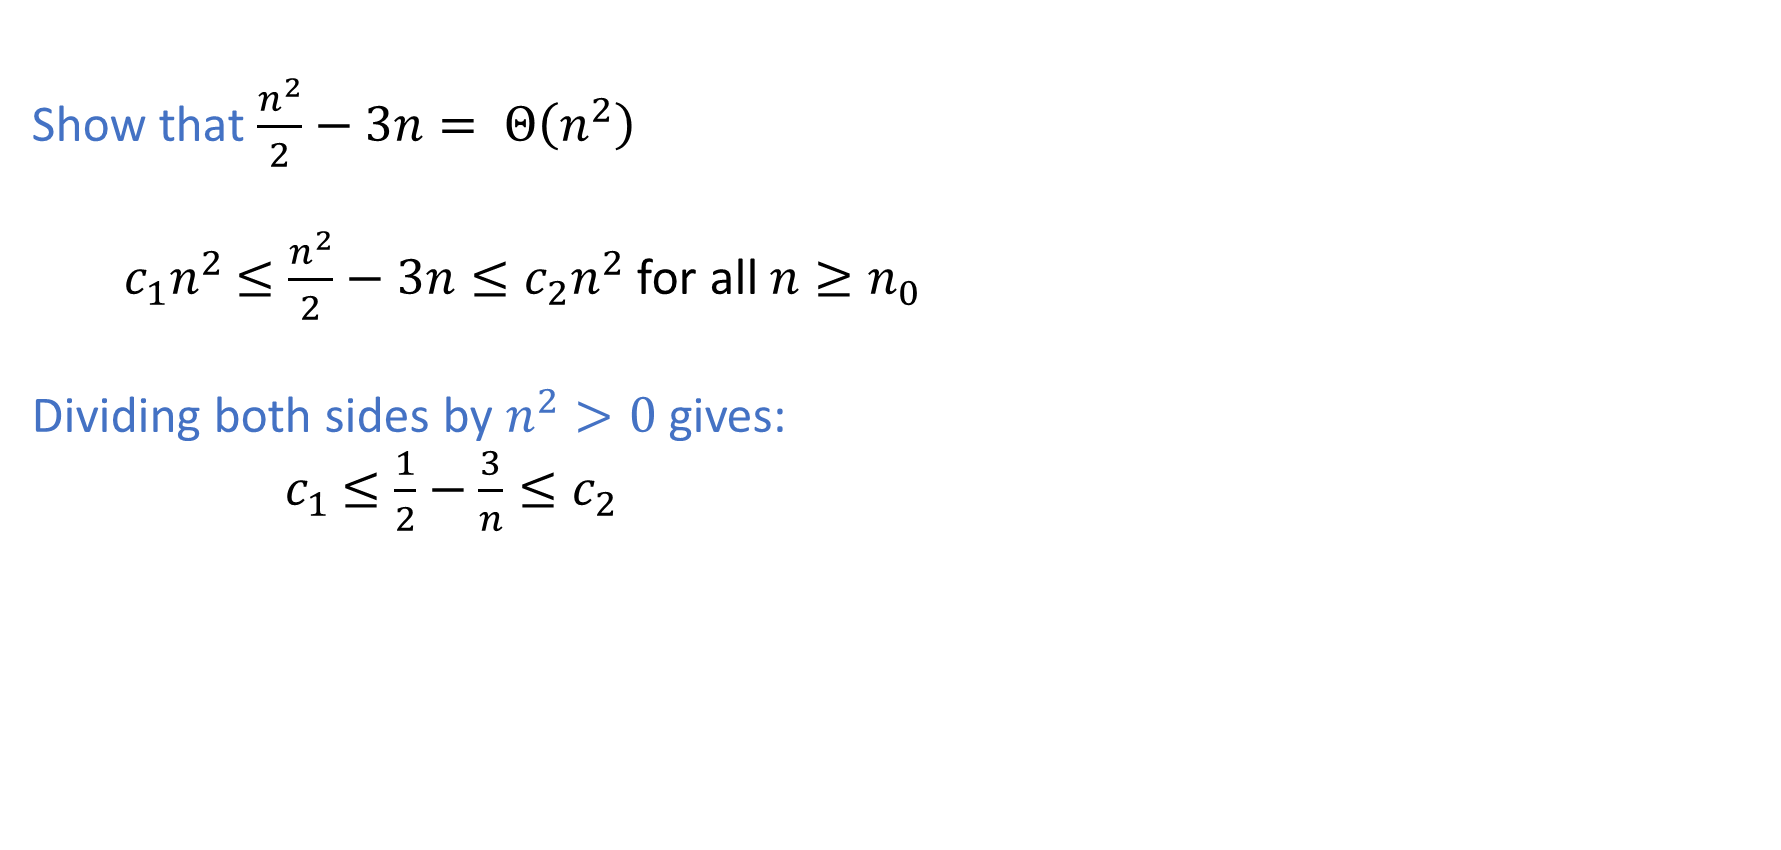 Show that n²/2 − 3n = Θ(n²)
c₁n² ≤ n²/2 − 3n ≤ c₂n² for all n ≥ n₀
Dividing both sides by n² > 0 gives:
c₁ ≤ 1/2 − 3/n ≤ c₂